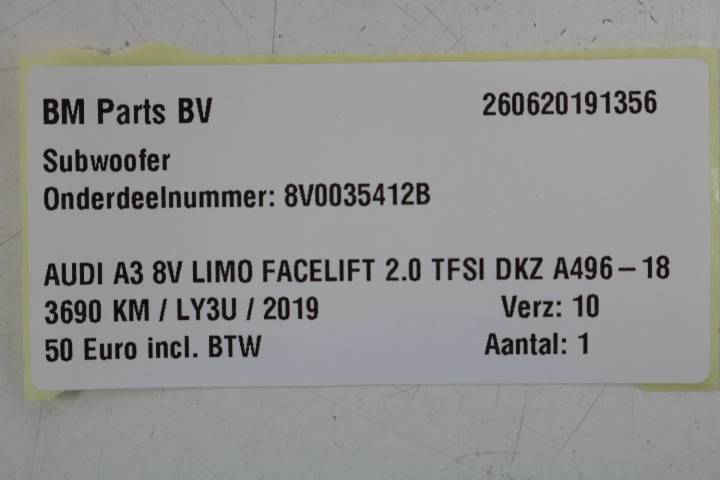 BM Parts BV 260620191356
Subwoofer
Onderdeelnummer: 8V0035412B
AUDI A3 8V LIMO FACELIFT 2.0 TFSI DKZ A496-18
3690 KM / LY3U / 2019 Verz: 10
50 Euro incl. BTW Aantal: 1